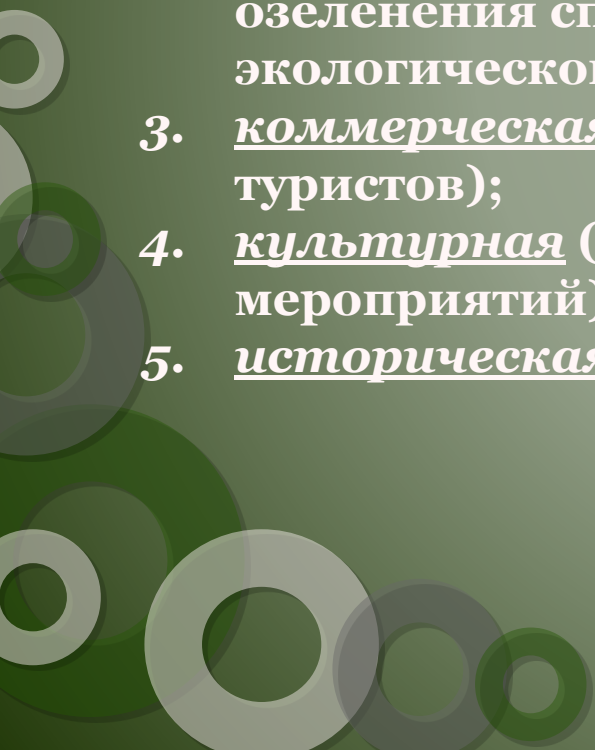 озеленения сп
экологическо
3. коммерческая
туристов);
4. культурная (
мероприятий)
5. историческая